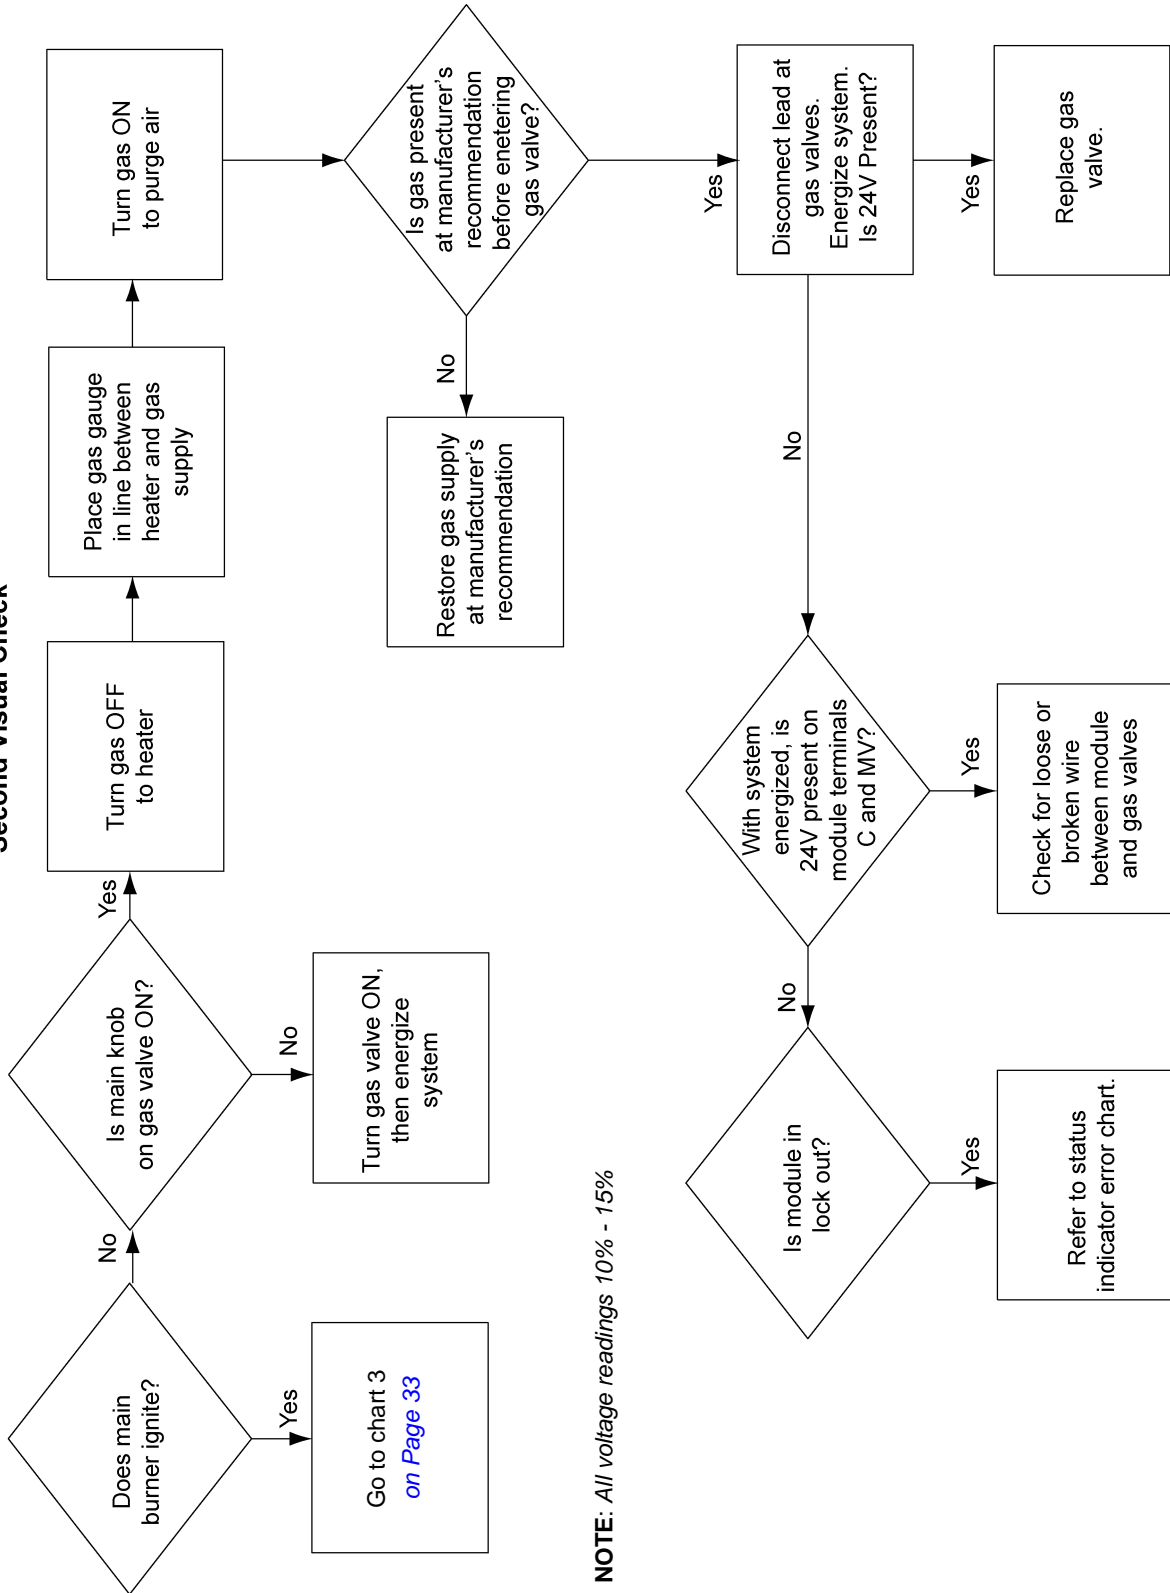 Second Visual Check
Does main
burner ignite?
No
Yes
Go to chart 3
on Page 33
Is main knob
on gas valve ON?
Yes
No
Turn gas valve ON,
then energize
system
Turn gas OFF
to heater
Place gas gauge
in line between
heater and gas
supply
Turn gas ON
to purge air
Is gas present
at manufacturer's
recommendation
before enetering
gas valve?
No
Restore gas supply
at manufacturer's
recommendation
Yes
Disconnect lead at
gas valves.
Energize system.
Is 24V Present?
Yes
Replace gas
valve.
No
With system
energized, is
24V present on
module terminals
C and MV?
Yes
Check for loose or
broken wire
between module
and gas valves
No
Is module in
lock out?
Yes
Refer to status
indicator error chart.
NOTE: All voltage readings 10% - 15%